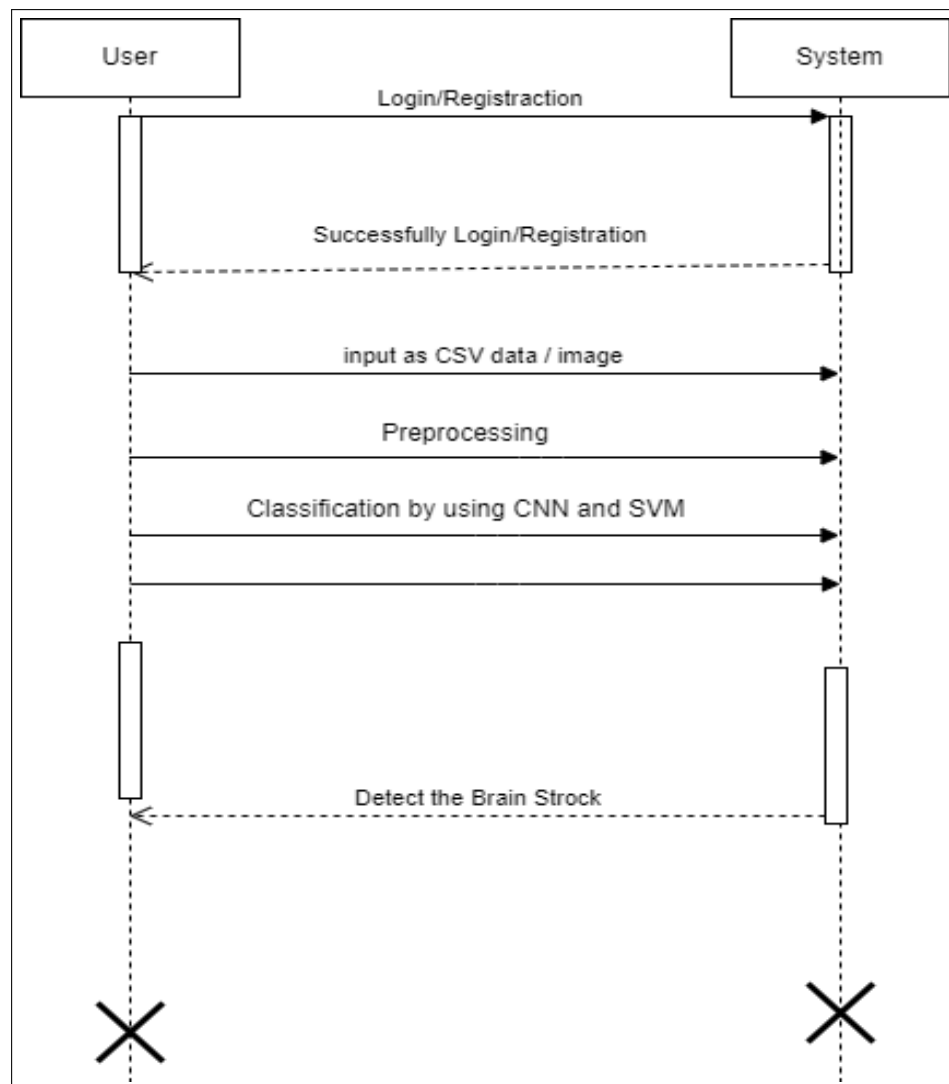 User
System
Login/Registraction
Successfully Login/Registration
input as CSV data / image
Preprocessing
Classification by using CNN and SVM
Detect the Brain Strock